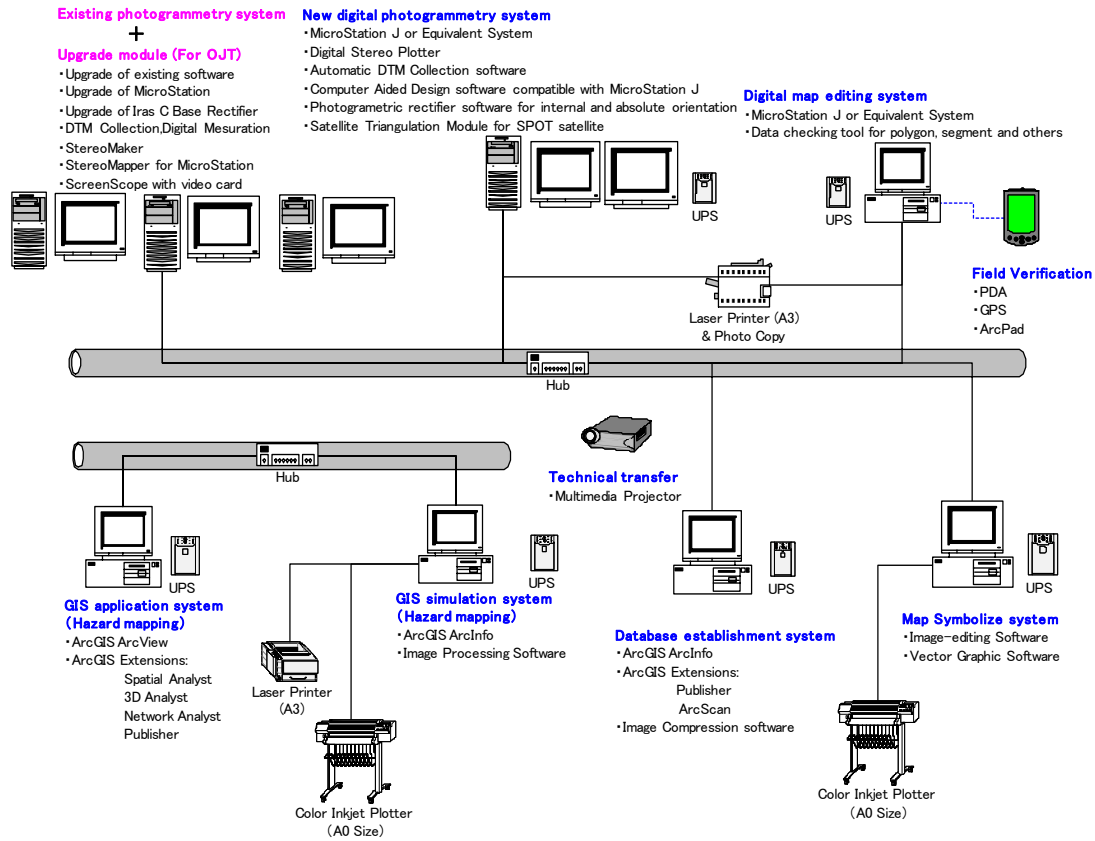 Existing photogrammetry system
+
Upgrade module (For OJT)
・Upgrade of existing software
・Upgrade of MicroStation
・Upgrade of Iras C Base Rectifier
・DTM Collection,Digital Mesuration
・StereoMaker
・StereoMapper for MicroStation
・ScreenScope with video card
New digital photogrammetry system
・MicroStation J or Equivalent System
・Digital Stereo Plotter
・Automatic DTM Collection software
・Computer Aided Design software compatible with MicroStation J
・Photogrametric rectifier software for internal and absolute orientation
・Satellite Triangulation Module for SPOT satellite
UPS
Digital map editing system
・MicroStation J or Equivalent System
・Data checking tool for polygon, segment and others
UPS
Field Verification
・PDA
・GPS
・ArcPad
Laser Printer (A3)
& Photo Copy
Hub
Hub
Technical transfer
・Multimedia Projector
UPS
GIS application system
(Hazard mapping)
・ArcGIS ArcView
・ArcGIS Extensions:
Spatial Analyst
3D Analyst
Network Analyst
Publisher
UPS
GIS simulation system
(Hazard mapping)
・ArcGIS ArcInfo
・Image Processing Software
Laser Printer
(A3)
Color Inkjet Plotter
(A0 Size)
UPS
Database establishment system
・ArcGIS ArcInfo
・ArcGIS Extensions:
Publisher
ArcScan
・Image Compression software
UPS
Map Symbolize system
・Image-editing Software
・Vector Graphic Software
Color Inkjet Plotter
(A0 Size)